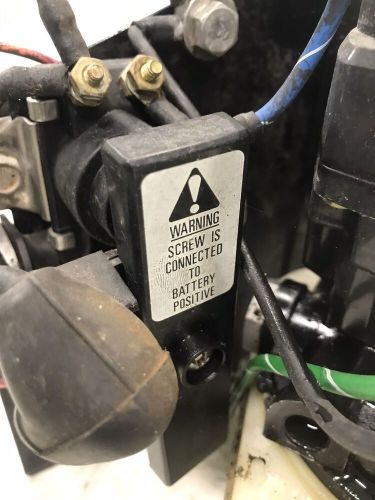 WARNING
SCREW IS
CONNECTED
TO
BATTERY
POSITIVE